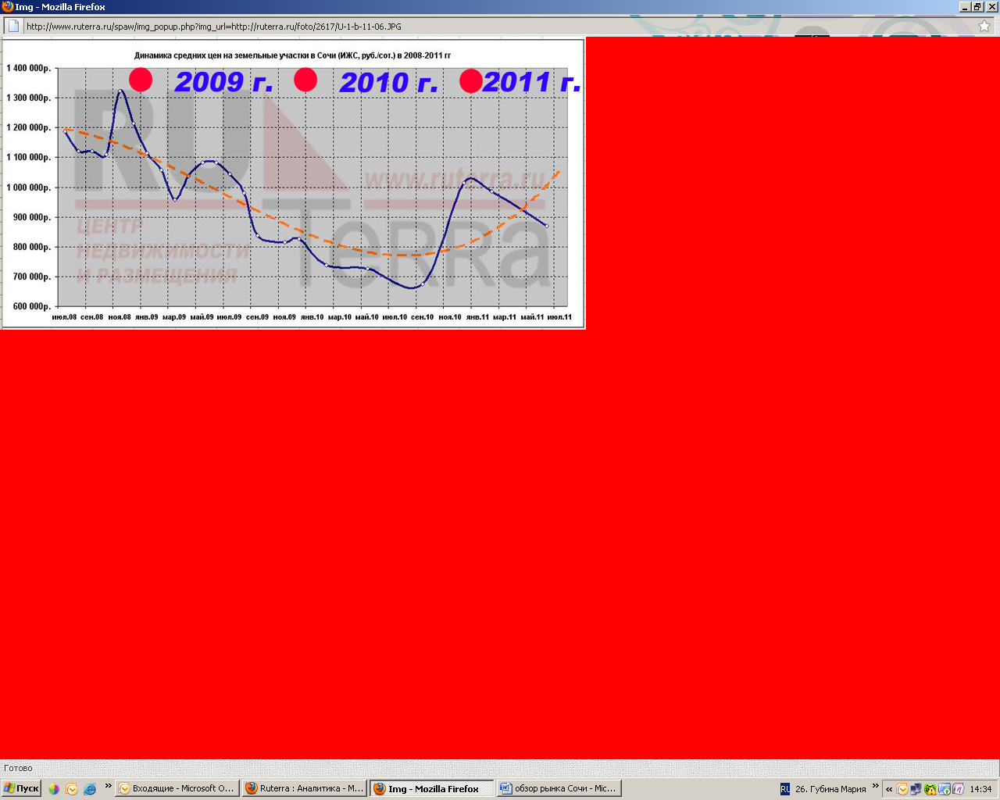 Img - Mozilla Firefox
http://www.ruterra.ru/spaw/img_popup.php?img_url=http://ruterra.ru/foto/2617/U-1-b-11-06.JPG
Динамика средних цен на земельные участки в Сочи (ИЖС, руб./сот.) в 2008-2011 гг
2009 г. 2010 г. 2011 г.
1 400 000р.
1 300 000р.
1 200 000р.
1 100 000р.
1 000 000р.
900 000р.
800 000р.
700 000р.
600 000р.
RU
www.ruterra.ru
Terra
ЦЕНТР
НЕДВИЖИМОСТИ
И РАЗМЕЩЕНИЯ
июл.08 сен.08 ноя.08 янв.09 мар.09 май.09 июл.09 сен.09 ноя.09 янв.10 мар.10 май.10 июл.10 сен.10 ноя.10 янв.11 мар.11 май.11 июл.11
Готово
Пуск » Входящие - Microsoft O... Ruterra : Аналитика - M... Img - Mozilla Firefox обзор рынка Сочи - Mic... RU 26. Губина Мария » « 14:34